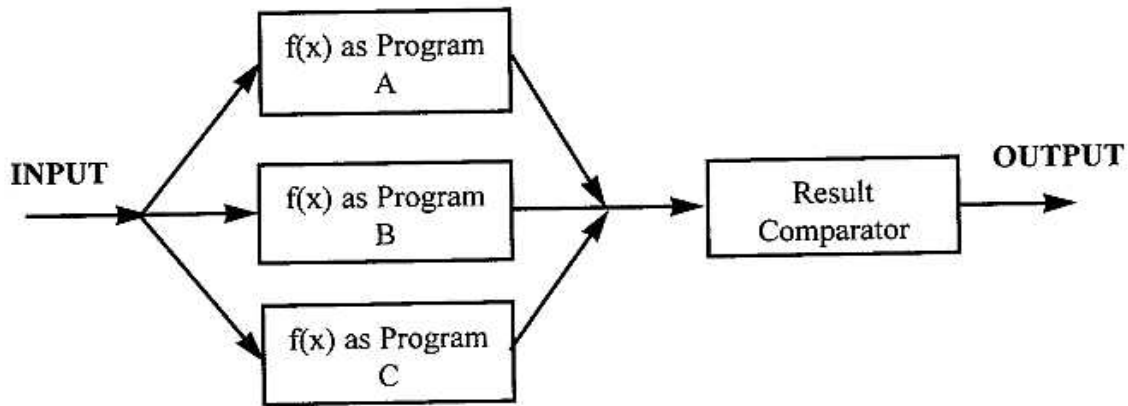 f(x) as Program
A
INPUT
f(x) as Program
B
f(x) as Program
C
Result
Comparator
OUTPUT